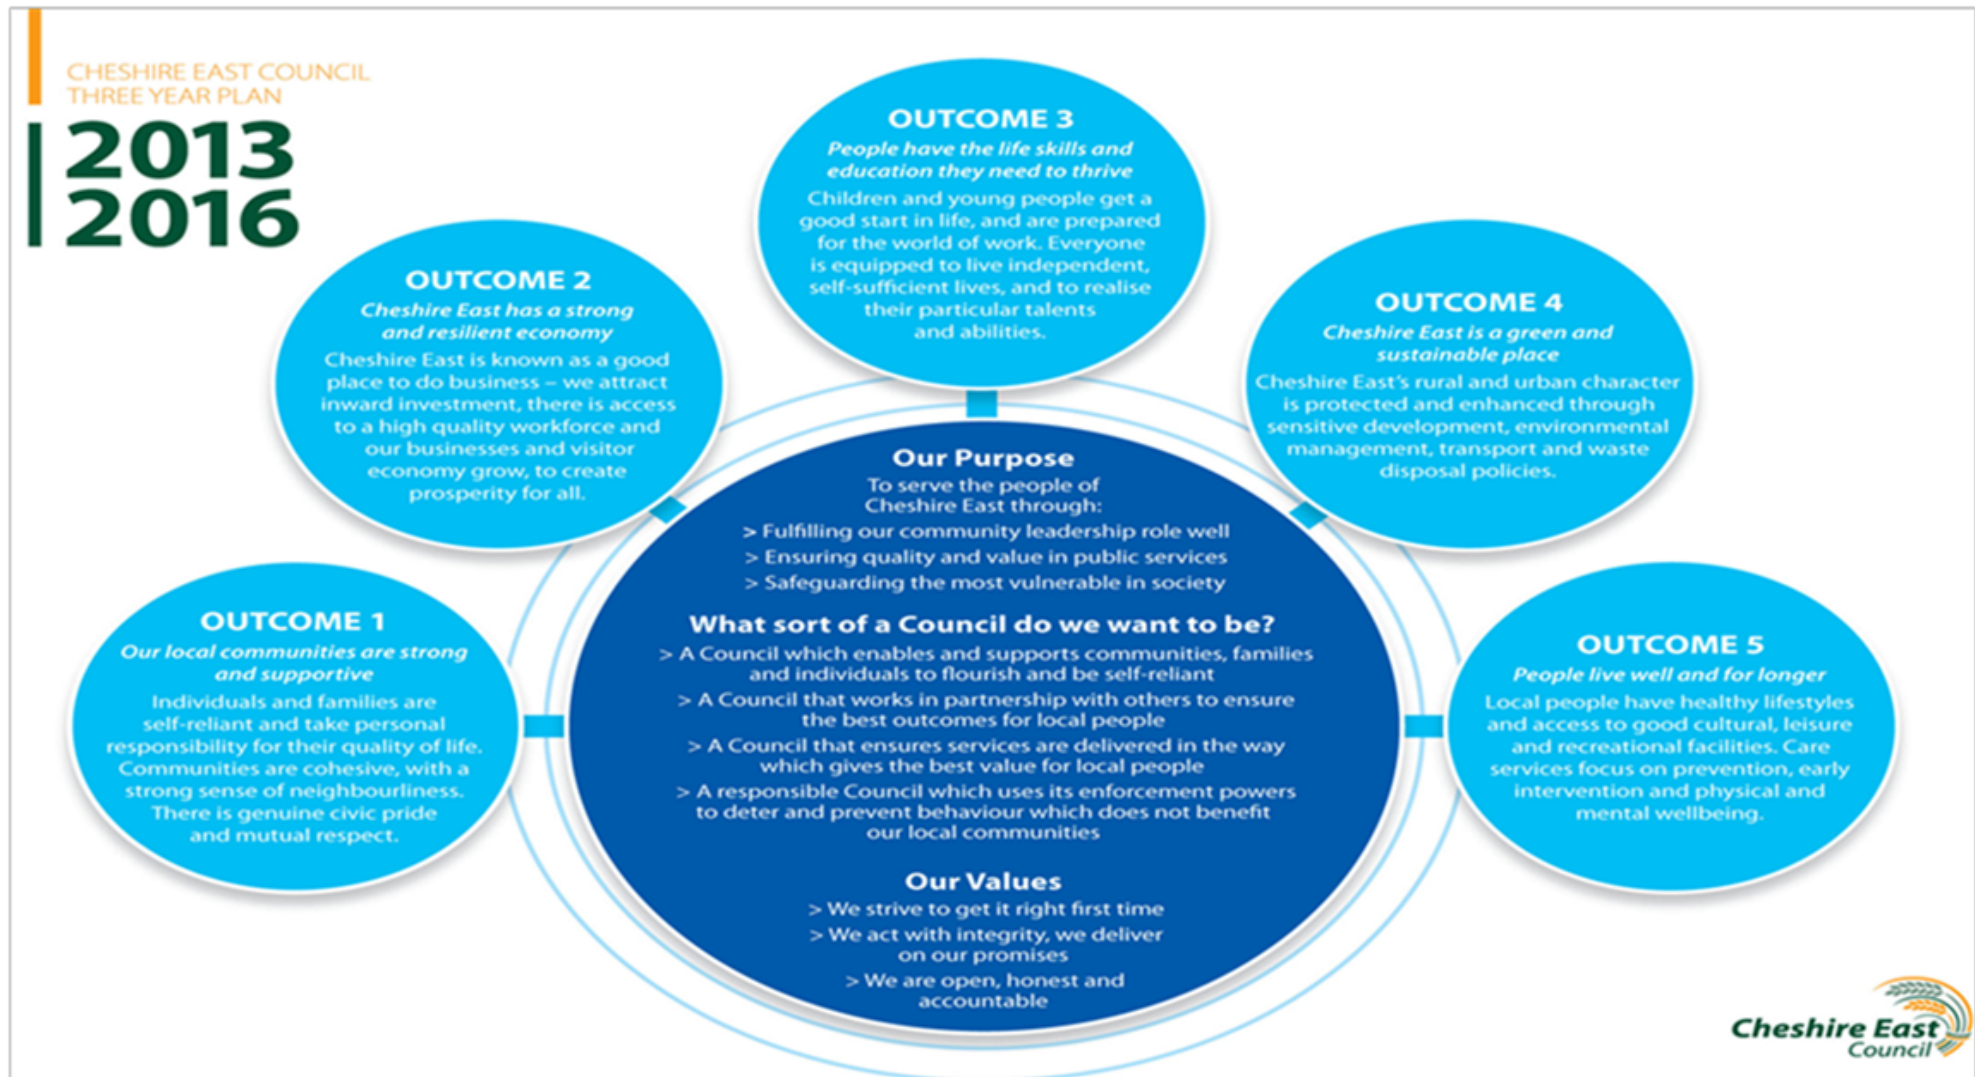 CHESHIRE EAST COUNCIL
THREE YEAR PLAN
2013
2016
OUTCOME 1
Our local communities are strong
and supportive
Individuals and families are
self-reliant and take personal
responsibility for their quality of life.
Communities are cohesive, with a
strong sense of neighbourliness.
There is genuine civic pride
and mutual respect.
OUTCOME 2
Cheshire East has a strong
and resilient economy
Cheshire East is known as a good
place to do business – we attract
inward investment, there is access
to a high quality workforce and
our businesses and visitor
economy grow, to create
prosperity for all.
OUTCOME 3
People have the life skills and
education they need to thrive
Children and young people get a
good start in life, and are prepared
for the world of work. Everyone
is equipped to live independent,
self-sufficient lives, and to realise
their particular talents
and abilities.
OUTCOME 4
Cheshire East is a green and
sustainable place
Cheshire East's rural and urban character
is protected and enhanced through
sensitive development, environmental
management, transport and waste
disposal policies.
OUTCOME 5
People live well and for longer
Local people have healthy lifestyles
and access to good cultural, leisure
and recreational facilities. Care
services focus on prevention, early
intervention and physical and
mental wellbeing.
Our Purpose
To serve the people of
Cheshire East through:
> Fulfilling our community leadership role well
> Ensuring quality and value in public services
> Safeguarding the most vulnerable in society
What sort of a Council do we want to be?
> A Council which enables and supports communities, families
and individuals to flourish and be self-reliant
> A Council that works in partnership with others to ensure
the best outcomes for local people
> A Council that ensures services are delivered in the way
which gives the best value for local people
> A responsible Council which uses its enforcement powers
to deter and prevent behaviour which does not benefit
our local communities
Our Values
> We strive to get it right first time
> We act with integrity, we deliver
on our promises
> We are open, honest and
accountable
Cheshire East
Council